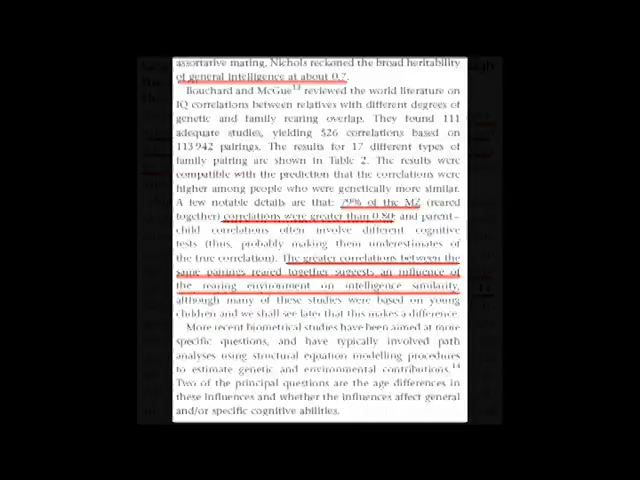 assortative mating, Nichols reckoned the broad heritability
of general intelligence at about 0.7.
Bouchard and McGue13 reviewed the world literature on
IQ correlations between relatives with different degrees of
genetic and family rearing overlap. They found 111
adequate studies, yielding 526 correlations based on
113 942 pairings. The results for 17 different types of
family pairing are shown in Table 2. The results were
compatible with the prediction that the correlations were
higher among people who were genetically more similar.
A few notable details are that: 79% of the MZ (reared
together) correlations were greater than 0.80; and parent–
child correlations often involve different cognitive
tests (thus, probably making them underestimates of
the true correlation). The greater correlations between the
same pairings reared together suggests an influence of
the rearing environment on intelligence similarity,
although many of these studies were based on young
children and we shall see later that this makes a difference.
More recent biometrical studies have been aimed at more
specific questions, and have typically involved path
analyses using structural equation modelling procedures
to estimate genetic and environmental contributions.14
Two of the principal questions are the age differences in
these influences and whether the influences affect general
and/or specific cognitive abilities.